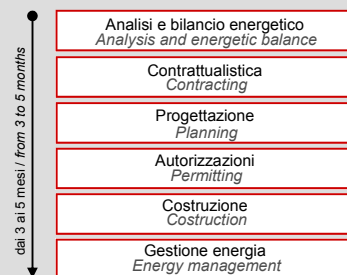 Analisi e bilancio energetico
Analysis and energetic balance
Contrattualistica
Contracting
Progettazione
Planning
Autorizzazioni
Permitting
Costruzione
Costruction
Gestione energia
Energy management
dai 3 ai 5 mesi / from 3 to 5 months